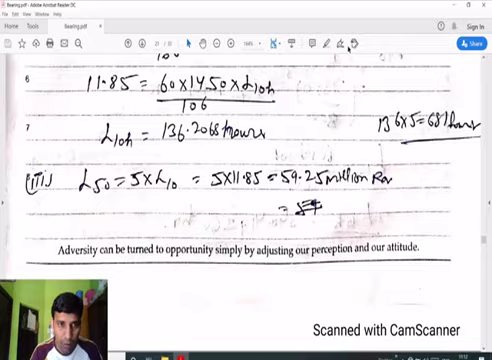 Bearing.pdf - Adobe Acrobat Reader DC
File Edit View Sign Window Help
Home Tools Bearing.pdf ×
Share
6
11.85 = 60×1450×L10h
106
7
L10h = 136.2068 hours
136×5=681 hours
(iii) L50=5×L10 = 5×11.85 = 59.25 million Rev
=
Adversity can be turned to opportunity simply by adjusting our perception and our attitude.
Scanned with CamScanner
11:12